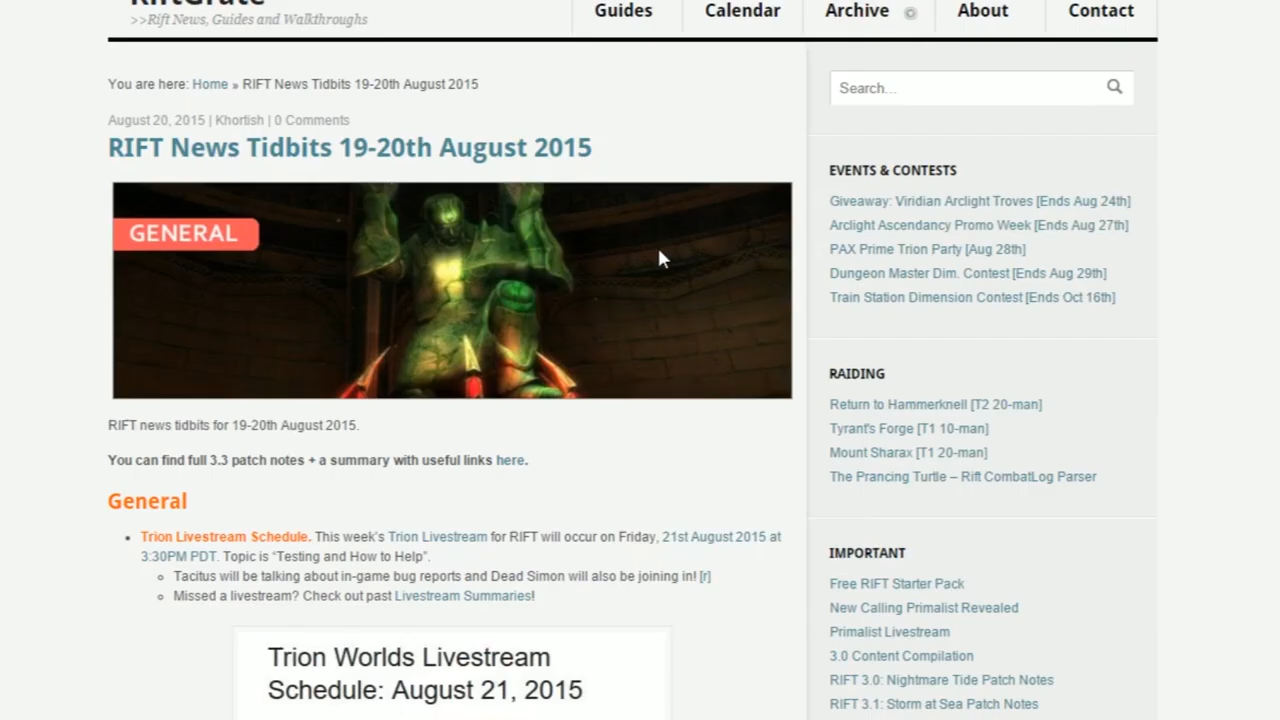 RiftGrate
>>Rift News, Guides and Walkthroughs
Guides
Calendar
Archive
About
Contact
You are here: Home » RIFT News Tidbits 19-20th August 2015
August 20, 2015 | Khortish | 0 Comments
RIFT News Tidbits 19-20th August 2015
GENERAL
RIFT news tidbits for 19-20th August 2015.
You can find full 3.3 patch notes + a summary with useful links here.
General
Trion Livestream Schedule. This week's Trion Livestream for RIFT will occur on Friday, 21st August 2015 at
3:30PM PDT. Topic is “Testing and How to Help”.
Tacitus will be talking about in-game bug reports and Dead Simon will also be joining in! [r]
Missed a livestream? Check out past Livestream Summaries!
Trion Worlds Livestream
Schedule: August 21, 2015
Search...
EVENTS & CONTESTS
Giveaway: Viridian Arclight Troves [Ends Aug 24th]
Arclight Ascendancy Promo Week [Ends Aug 27th]
PAX Prime Trion Party [Aug 28th]
Dungeon Master Dim. Contest [Ends Aug 29th]
Train Station Dimension Contest [Ends Oct 16th]
RAIDING
Return to Hammerknell [T2 20-man]
Tyrant's Forge [T1 10-man]
Mount Sharax [T1 20-man]
The Prancing Turtle – Rift CombatLog Parser
IMPORTANT
Free RIFT Starter Pack
New Calling Primalist Revealed
Primalist Livestream
3.0 Content Compilation
RIFT 3.0: Nightmare Tide Patch Notes
RIFT 3.1: Storm at Sea Patch Notes